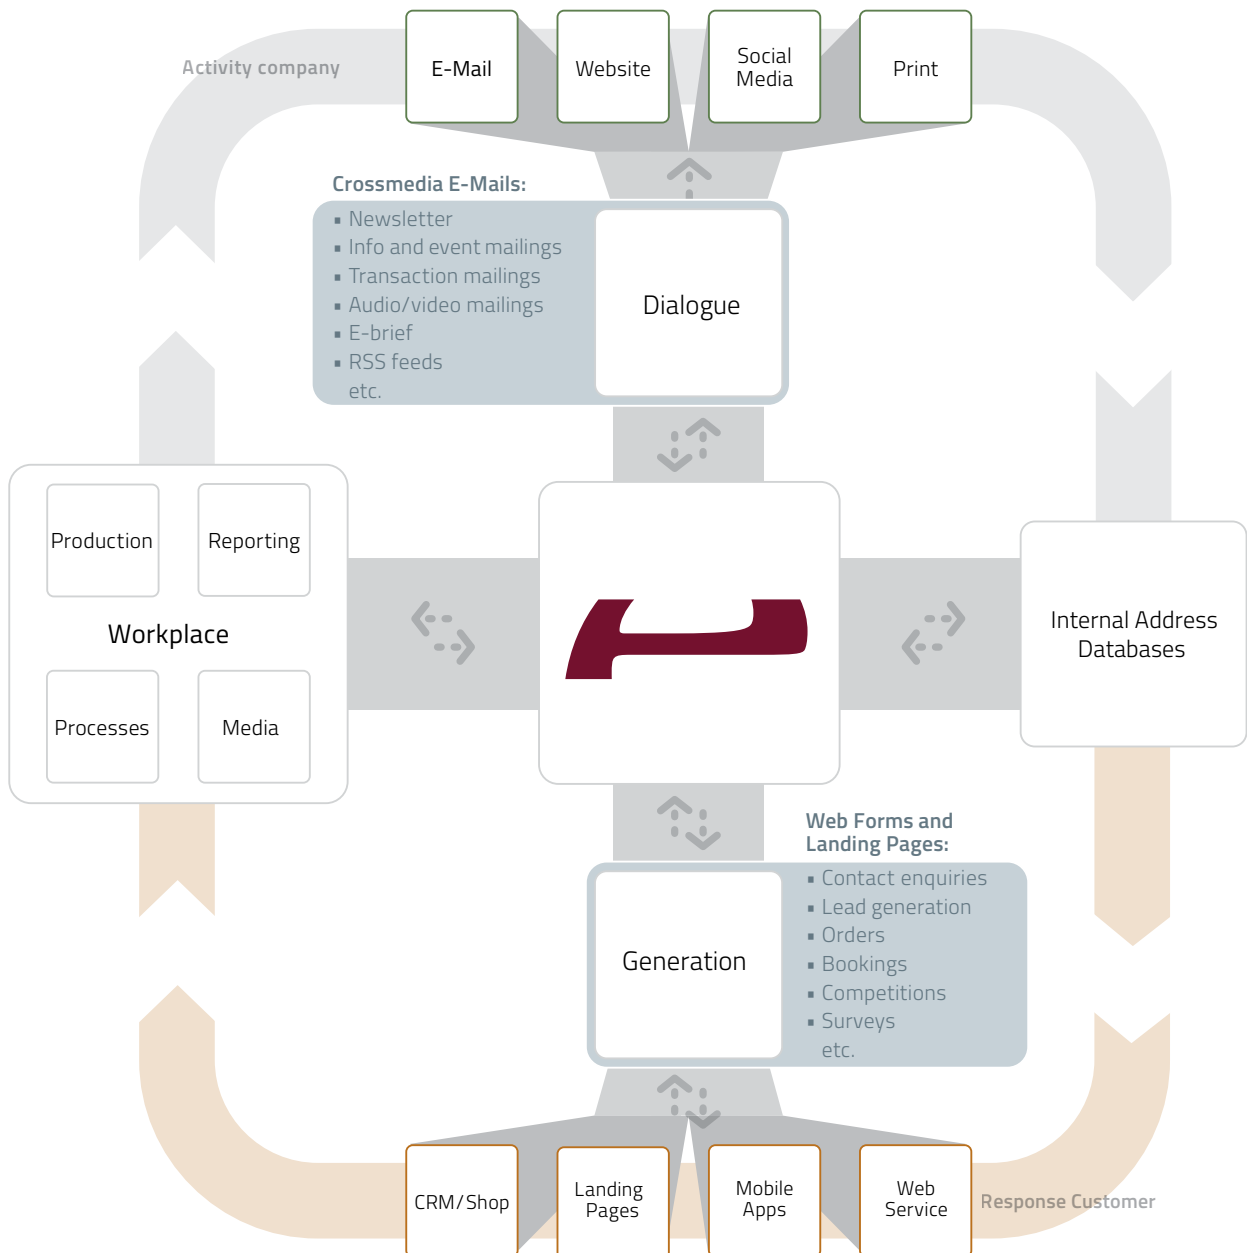 Activity company
E-Mail
Website
Social
Media
Print
Crossmedia E-Mails:
▪ Newsletter
▪ Info and event mailings
▪ Transaction mailings
▪ Audio/video mailings
▪ E-brief
▪ RSS feeds
etc.
Dialogue
Production
Reporting
Workplace
Processes
Media
Internal Address
Databases
Web Forms and
Landing Pages:
▪ Contact enquiries
▪ Lead generation
▪ Orders
▪ Bookings
▪ Competitions
▪ Surveys
etc.
Generation
CRM/Shop
Landing
Pages
Mobile
Apps
Web
Service
Response Customer